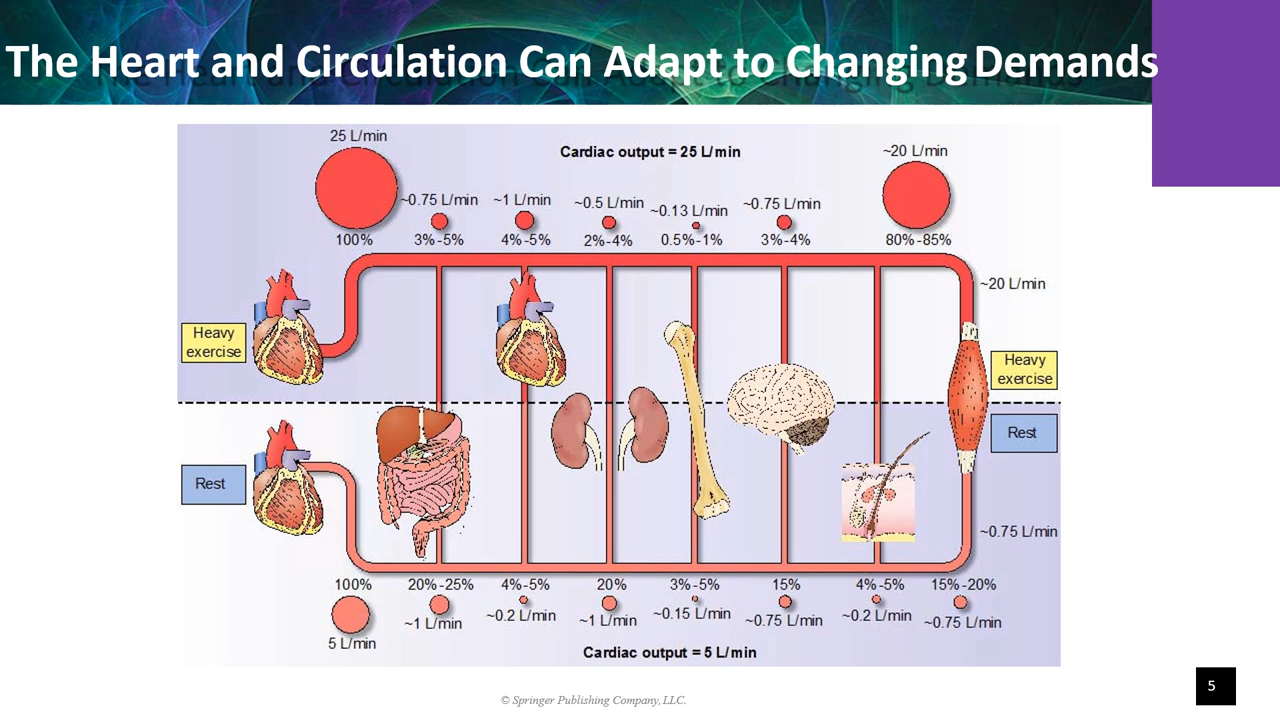 The Heart and Circulation Can Adapt to Changing Demands
25 L/min
Cardiac output = 25 L/min
~20 L/min
~0.75 L/min
~1 L/min
~0.5 L/min
~0.13 L/min
~0.75 L/min
100%
3%-5%
4%-5%
2%-4%
0.5%-1%
3%-4%
80%-85%
~20 L/min
Heavy
exercise
Heavy
exercise
Rest
Rest
~0.75 L/min
100%
20%-25%
4%-5%
20%
3%-5%
15%
4%-5%
15%-20%
~1 L/min
~0.2 L/min
~1 L/min
~0.15 L/min
~0.75 L/min
~0.2 L/min
~0.75 L/min
5 L/min
Cardiac output = 5 L/min
© Springer Publishing Company, LLC.
5